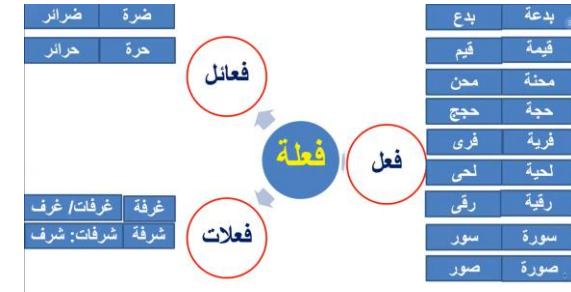 بدعة بدع
قيمة قيم
محنة محن
حجة حجج
فرية فرى
لحية لحى
رقية رقى
سورة سور
صورة صور
فعل
فعلة
فعائل
فعلات
ضرة ضرائر
حرة حرائر
غرفة غرفات/ غرف
شرفة شرفات: شرف